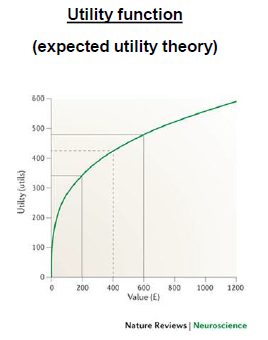 Utility function
(expected utility theory)
600
500
400
300
200
100
0
Utility (utils)
0 200 400 600 800 1000 1200
Value (£)
Nature Reviews | Neuroscience